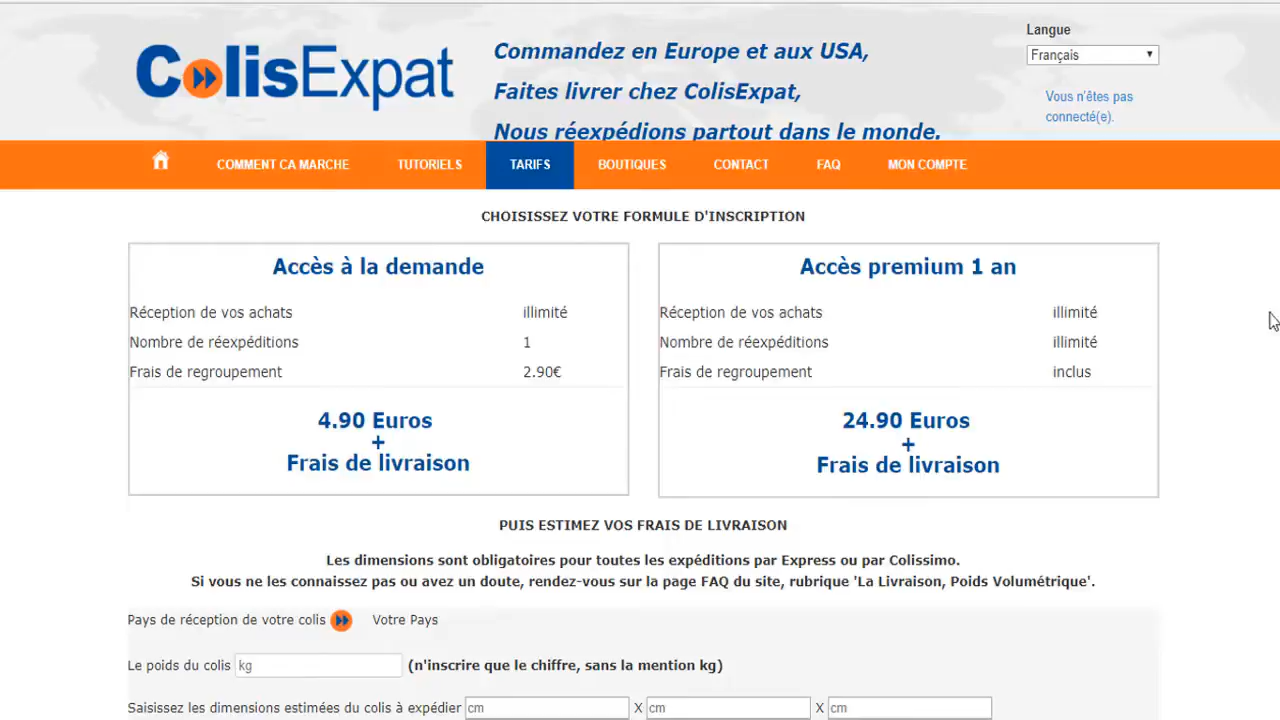 ColisExpat
Commandez en Europe et aux USA,
Faites livrer chez ColisExpat,
Nous réexpédions partout dans le monde.
Langue
Français
Vous n'êtes pas
connecté(e).
COMMENT CA MARCHE TUTORIELS TARIFS BOUTIQUES CONTACT FAQ MON COMPTE
CHOISISSEZ VOTRE FORMULE D'INSCRIPTION
Accès à la demande
Réception de vos achats illimité
Nombre de réexpéditions 1
Frais de regroupement 2.90€
4.90 Euros
+
Frais de livraison
Accès premium 1 an
Réception de vos achats illimité
Nombre de réexpéditions illimité
Frais de regroupement inclus
24.90 Euros
+
Frais de livraison
PUIS ESTIMEZ VOS FRAIS DE LIVRAISON
Les dimensions sont obligatoires pour toutes les expéditions par Express ou par Colissimo.
Si vous ne les connaissez pas ou avez un doute, rendez-vous sur la page FAQ du site, rubrique 'La Livraison, Poids Volumétrique'.
Pays de réception de votre colis Votre Pays
Le poids du colis kg (n'inscrire que le chiffre, sans la mention kg)
Saisissez les dimensions estimées du colis à expédier cm X cm X cm